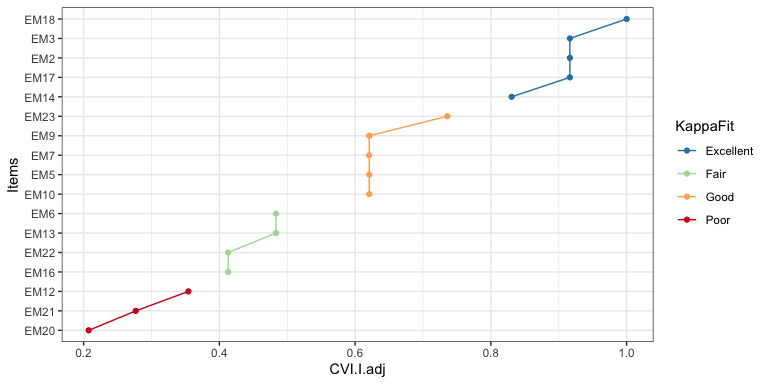 EM18
EM3
EM2
EM17
EM14
EM23
EM9
EM7
EM5
EM10
EM6
EM13
EM22
EM16
EM12
EM21
EM20
Items
0.2 0.4 0.6 0.8 1.0
CVI.I.adj
KappaFit
Excellent
Fair
Good
Poor